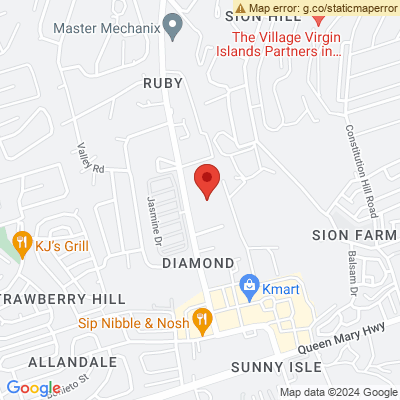 Map error: g.co/staticmaperror
SION HILL
Master Mechanix
The Village Virgin
Islands Partners in...
RUBY
Valley Rd
Jasmine Dr.
Constitution Hill Road
KJ's Grill
SION FARM
Balsam Dr
DIAMOND
Kmart
TRAWBERRY HILL
Sip Nibble & Nosh
Queen Mary Hwy
ALLANDALE
SUNNY ISLE
Google
Map data ©2024 Google